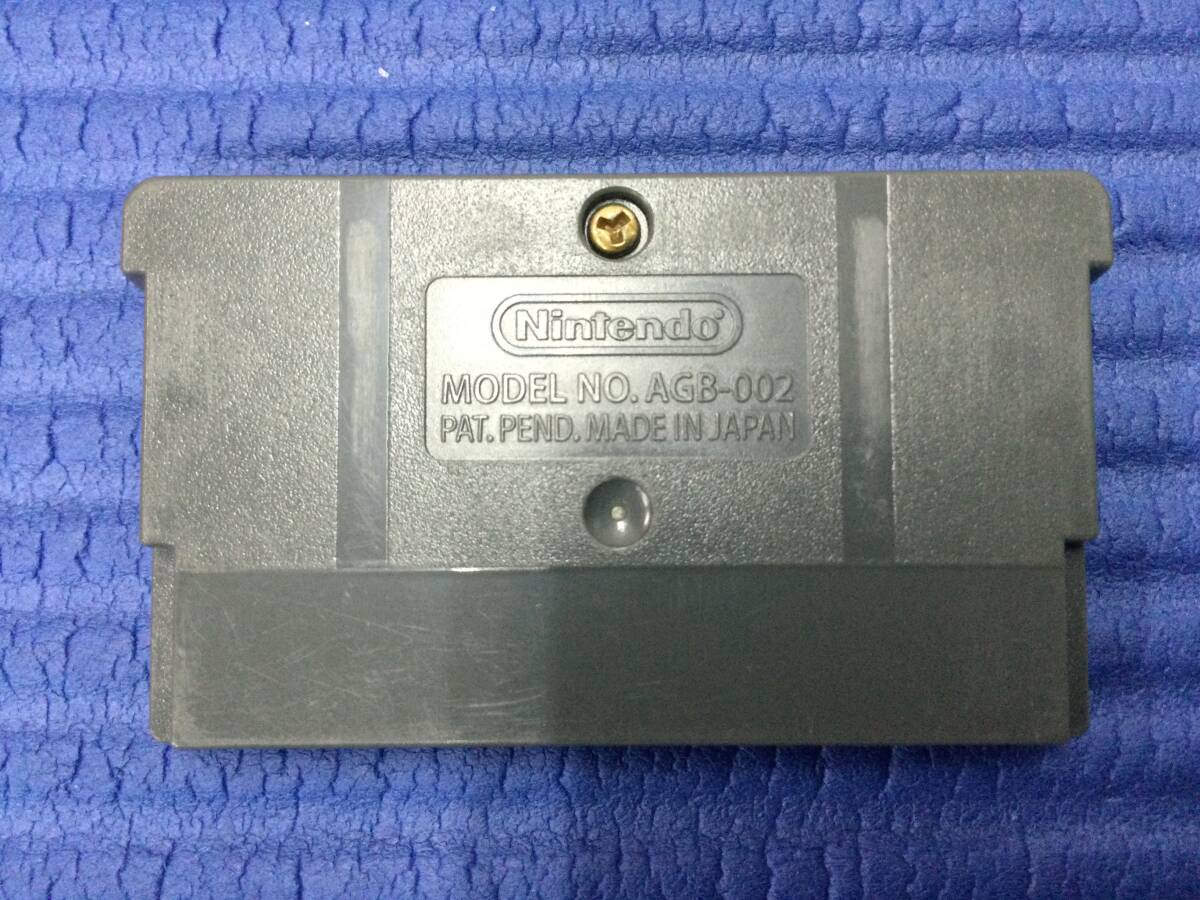 Nintendo
MODEL NO. AGB-002
PAT. PEND. MADE IN JAPAN